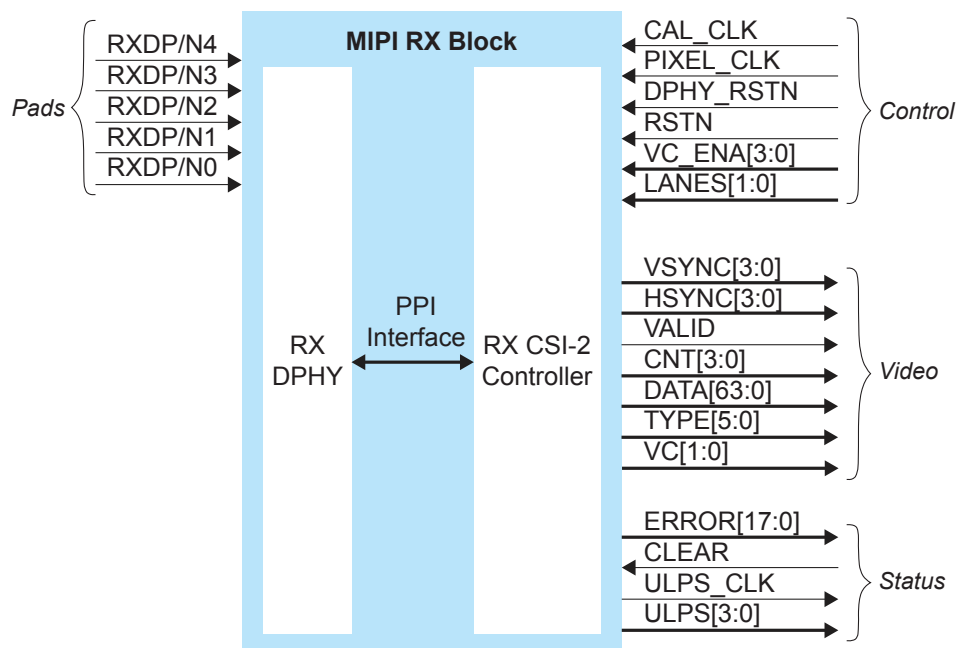 MIPI RX Block
Pads
RXDP/N4
RXDP/N3
RXDP/N2
RXDP/N1
RXDP/N0
RX
DPHY
PPI
Interface
RX CSI-2
Controller
CAL_CLK
PIXEL_CLK
DPHY_RSTN
RSTN
VC_ENA[3:0]
LANES[1:0]
Control
VSYNC[3:0]
HSYNC[3:0]
VALID
CNT[3:0]
DATA[63:0]
TYPE[5:0]
VC[1:0]
Video
ERROR[17:0]
CLEAR
ULPS_CLK
ULPS[3:0]
Status